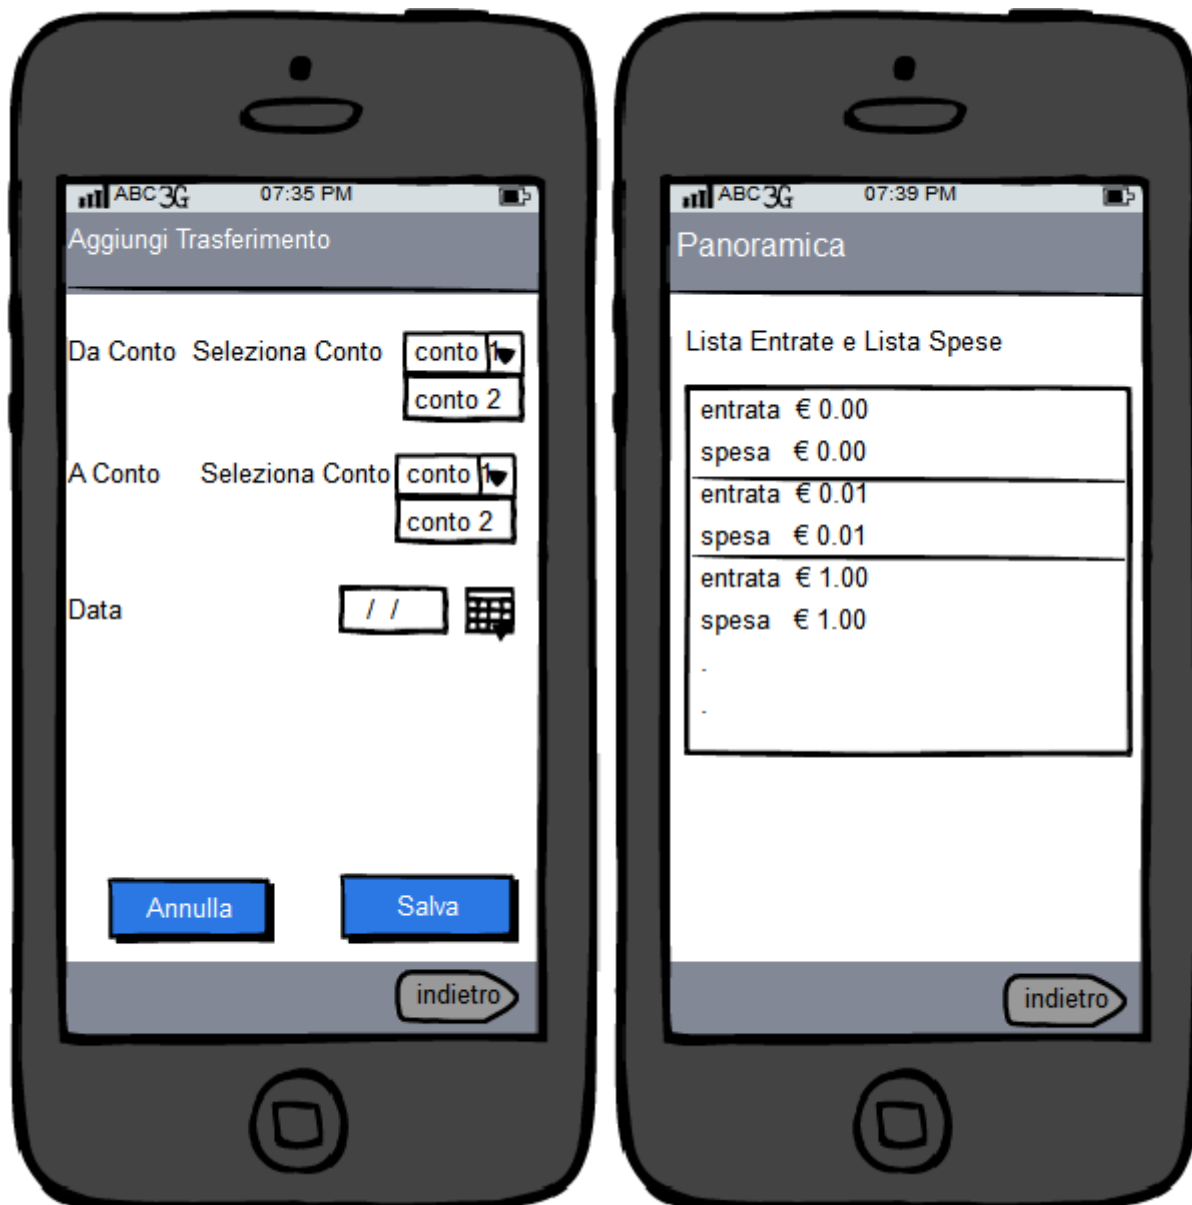 ABC 3G 07:35 PM
Aggiungi Trasferimento
Da Conto Seleziona Conto conto 1
conto 2
A Conto Seleziona Conto conto 1
conto 2
Data / /
Annulla Salva
indietro
ABC 3G 07:39 PM
Panoramica
Lista Entrate e Lista Spese
entrata € 0.00
spesa € 0.00
entrata € 0.01
spesa € 0.01
entrata € 1.00
spesa € 1.00
.
.
indietro